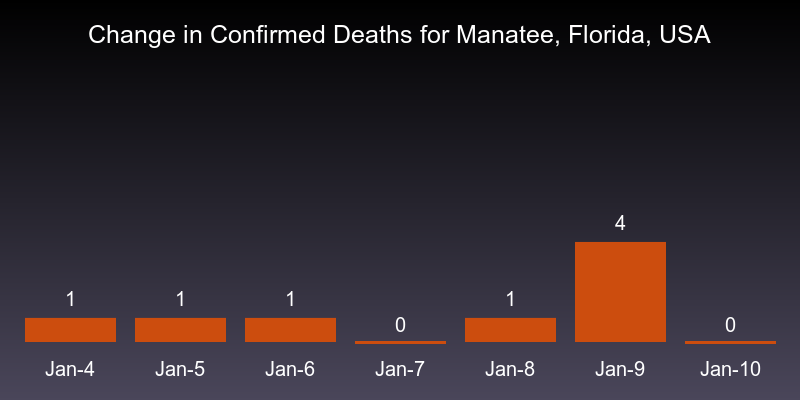 Change in Confirmed Deaths for Manatee, Florida, USA
4
1 1 1 0 1 0
Jan-4 Jan-5 Jan-6 Jan-7 Jan-8 Jan-9 Jan-10